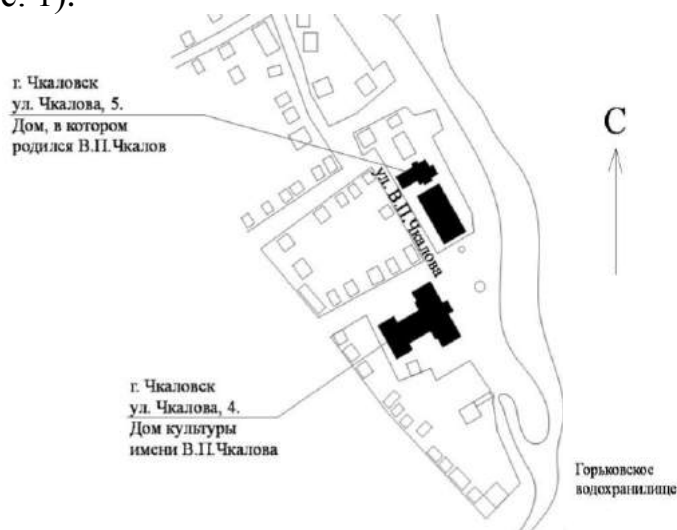 с. 1).
г. Чкаловск
ул. Чкалова, 5.
Дом, в котором
родился В.П.Чкалов
С
ул. В.П.Чкалова
г. Чкаловск
ул. Чкалова, 4.
Дом культуры
имени В.П.Чкалова
Горьковское
водохранилище